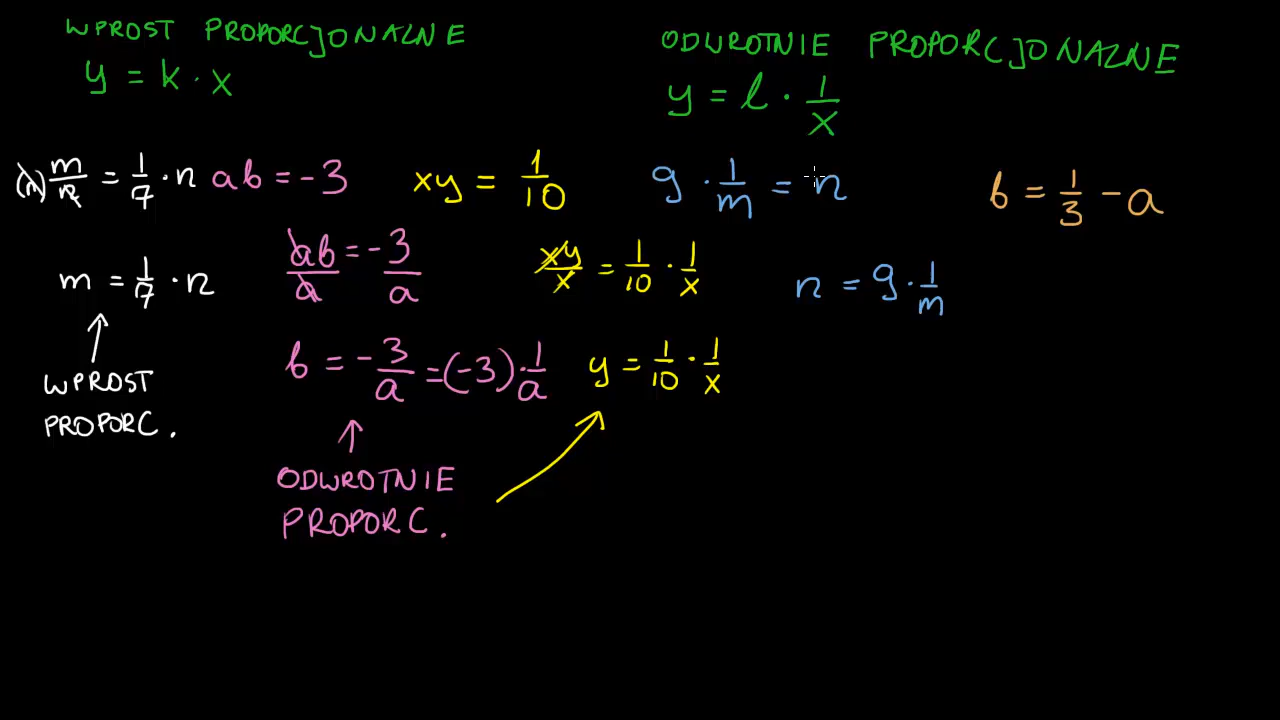 WPROST PROPORCJONALNE
y = k · x
ODWROTNIE PROPORCJONALNE
y = l · 1/x
(n) m/n = 1/7 · n
m = 1/7 · n
WPROST
PROPORC.
ab = -3
ab/a = -3/a
b = -3/a = (-3) · 1/a
ODWROTNIE
PROPORC.
xy = 1/10
xy/x = 1/10 · 1/x
y = 1/10 · 1/x
9 · 1/m = n
n = 9 · 1/m
b = 1/3 - a